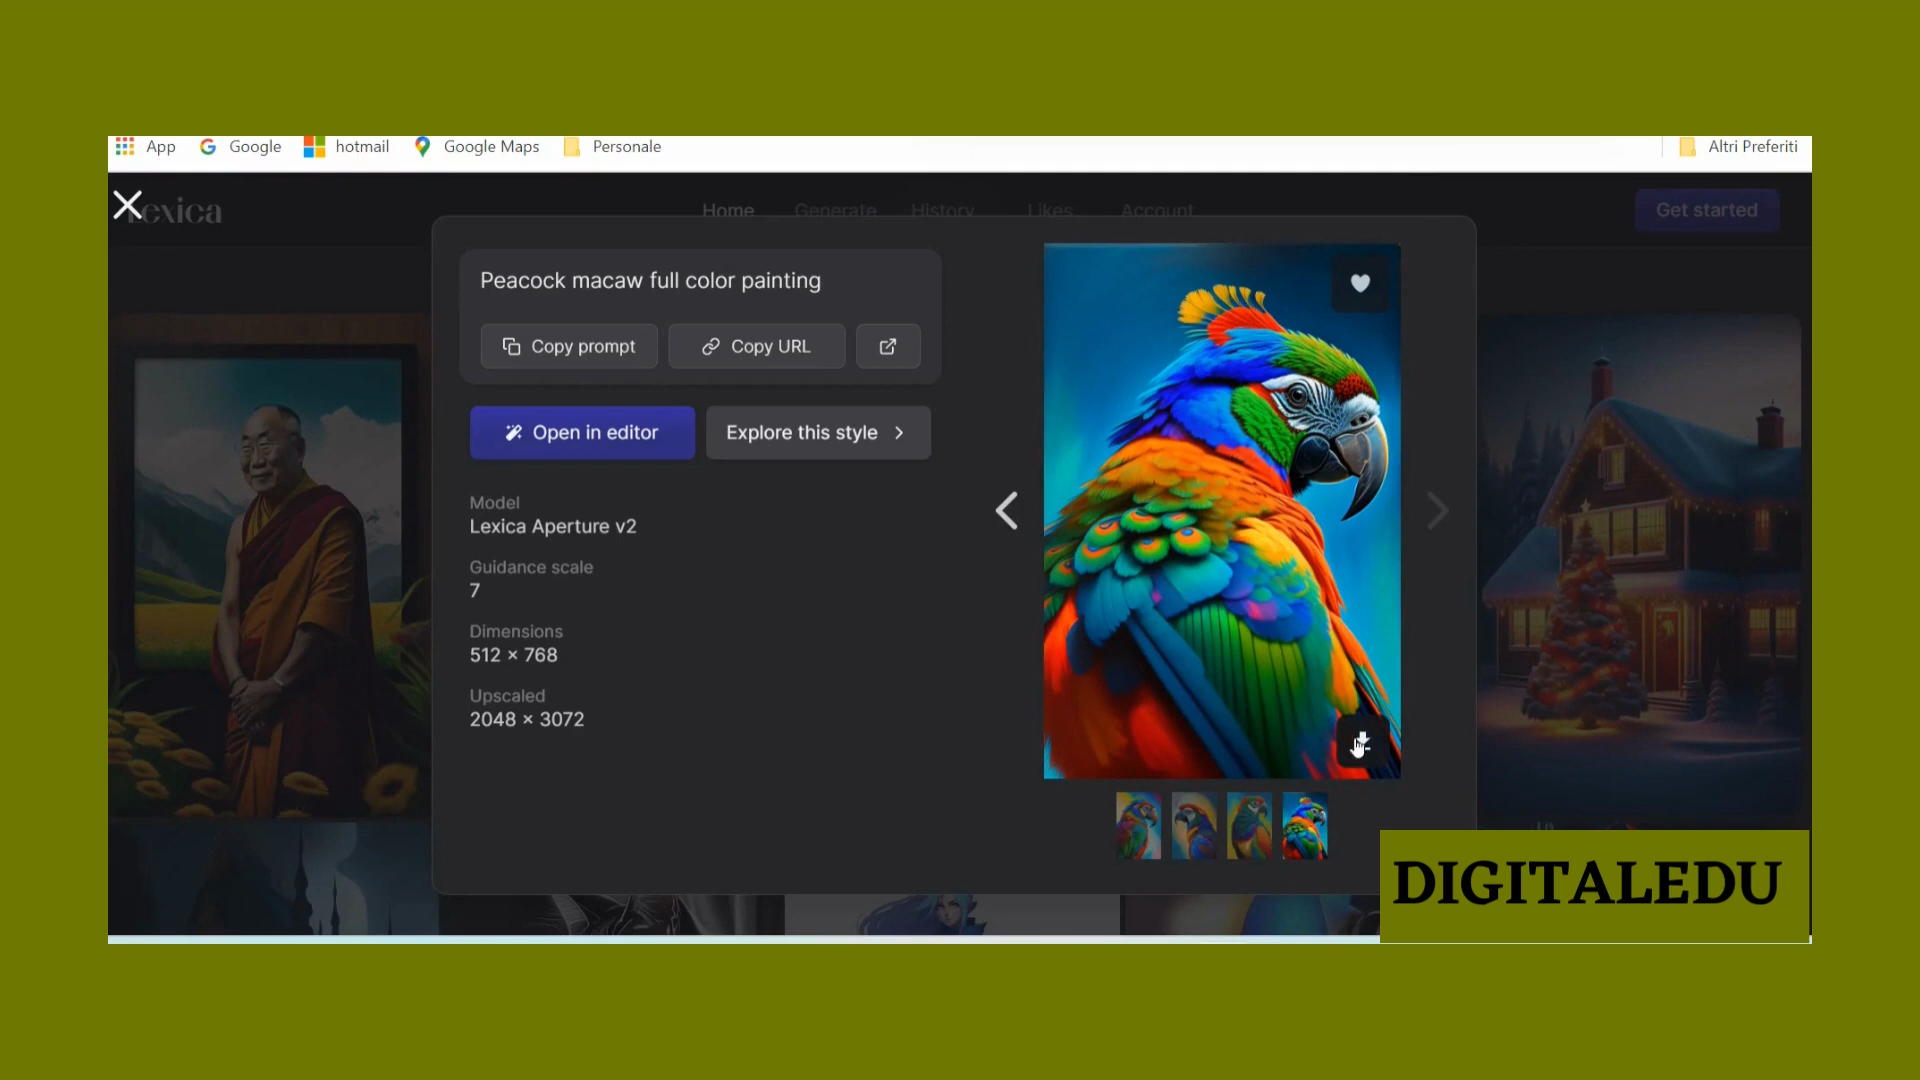 App Google hotmail Google Maps Personale Altri Preferiti
Lexica Home Generate History Likes Account Get started
Peacock macaw full color painting
Copy prompt Copy URL
Open in editor Explore this style
Model
Lexica Aperture v2
Guidance scale
7
Dimensions
512 × 768
Upscaled
2048 × 3072
DIGITALEDU